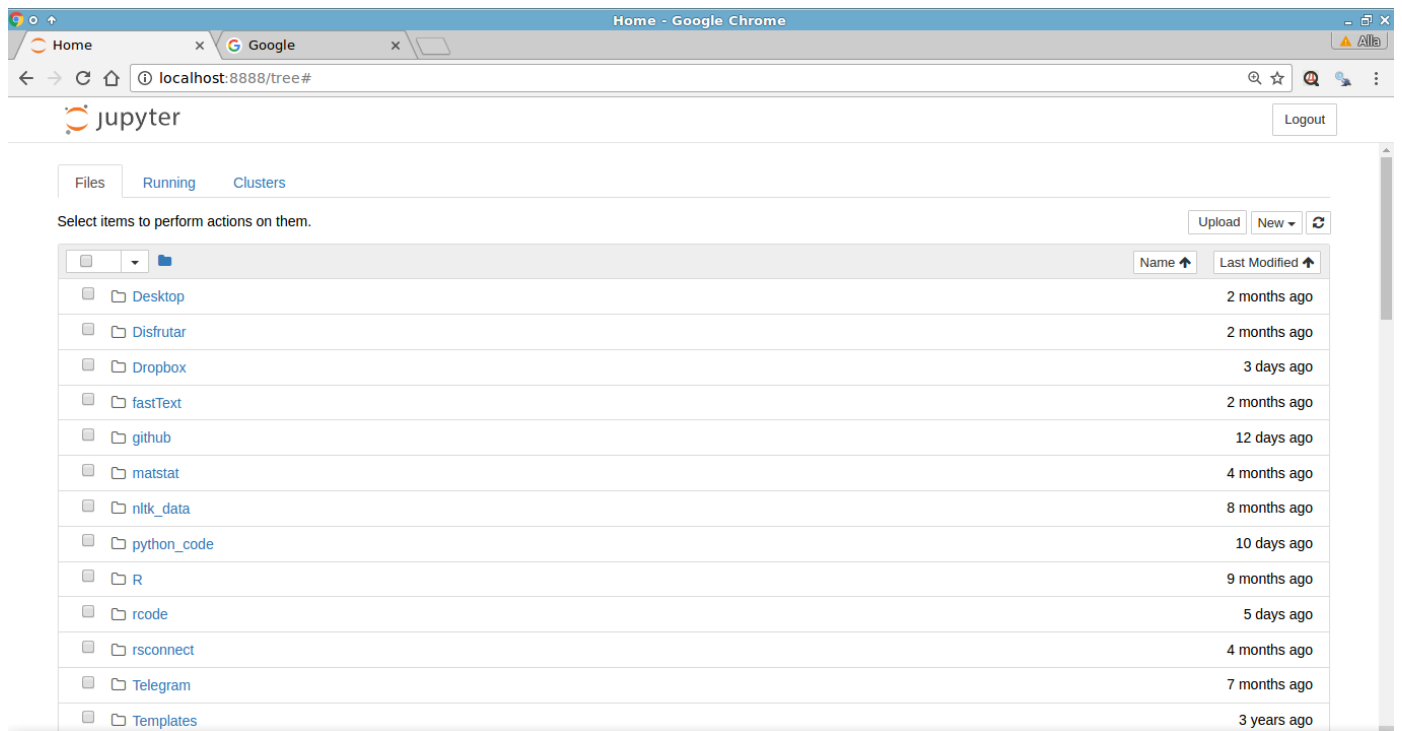 Home - Google Chrome
Home Google Alla
localhost:8888/tree#
jupyter Logout
Files Running Clusters
Select items to perform actions on them. Upload New
Name Last Modified
Desktop 2 months ago
Disfrutar 2 months ago
Dropbox 3 days ago
fastText 2 months ago
github 12 days ago
matstat 4 months ago
nltk_data 8 months ago
python_code 10 days ago
R 9 months ago
rcode 5 days ago
rsconnect 4 months ago
Telegram 7 months ago
Templates 3 years ago